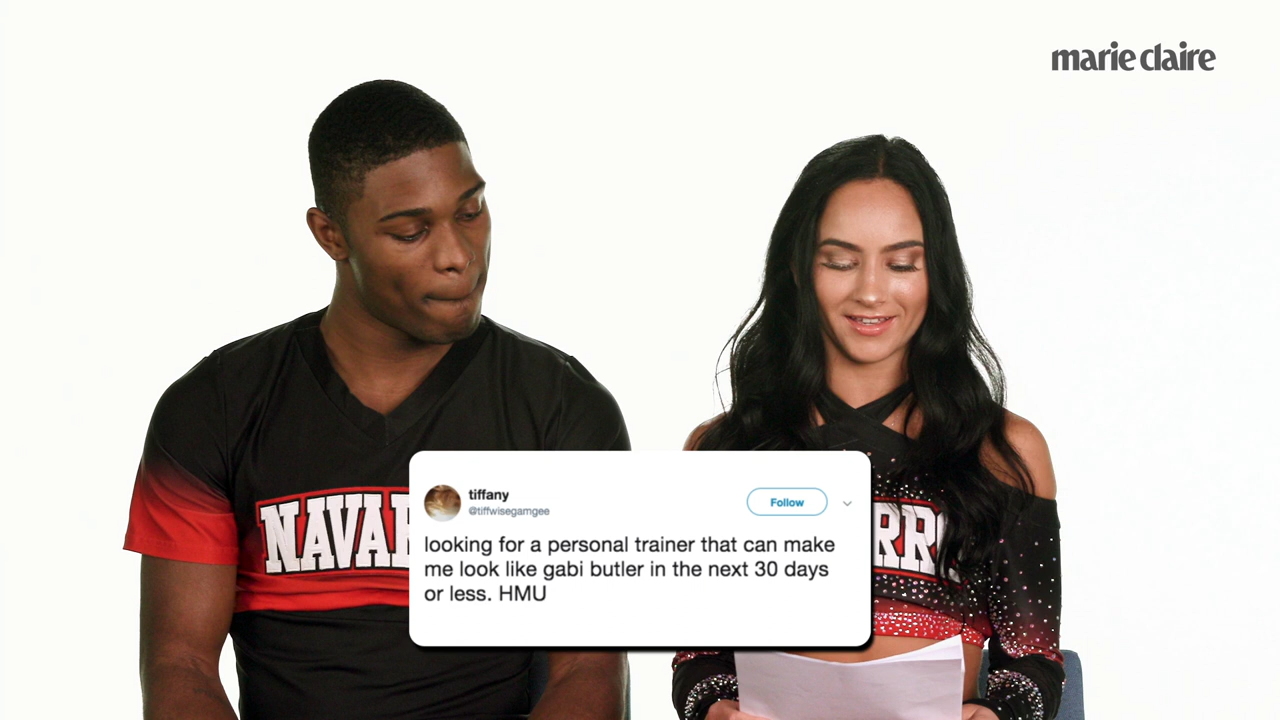 marie claire
NAVAR
RRO
tiffany
@tiffwisegamgee
Follow
looking for a personal trainer that can make
me look like gabi butler in the next 30 days
or less. HMU